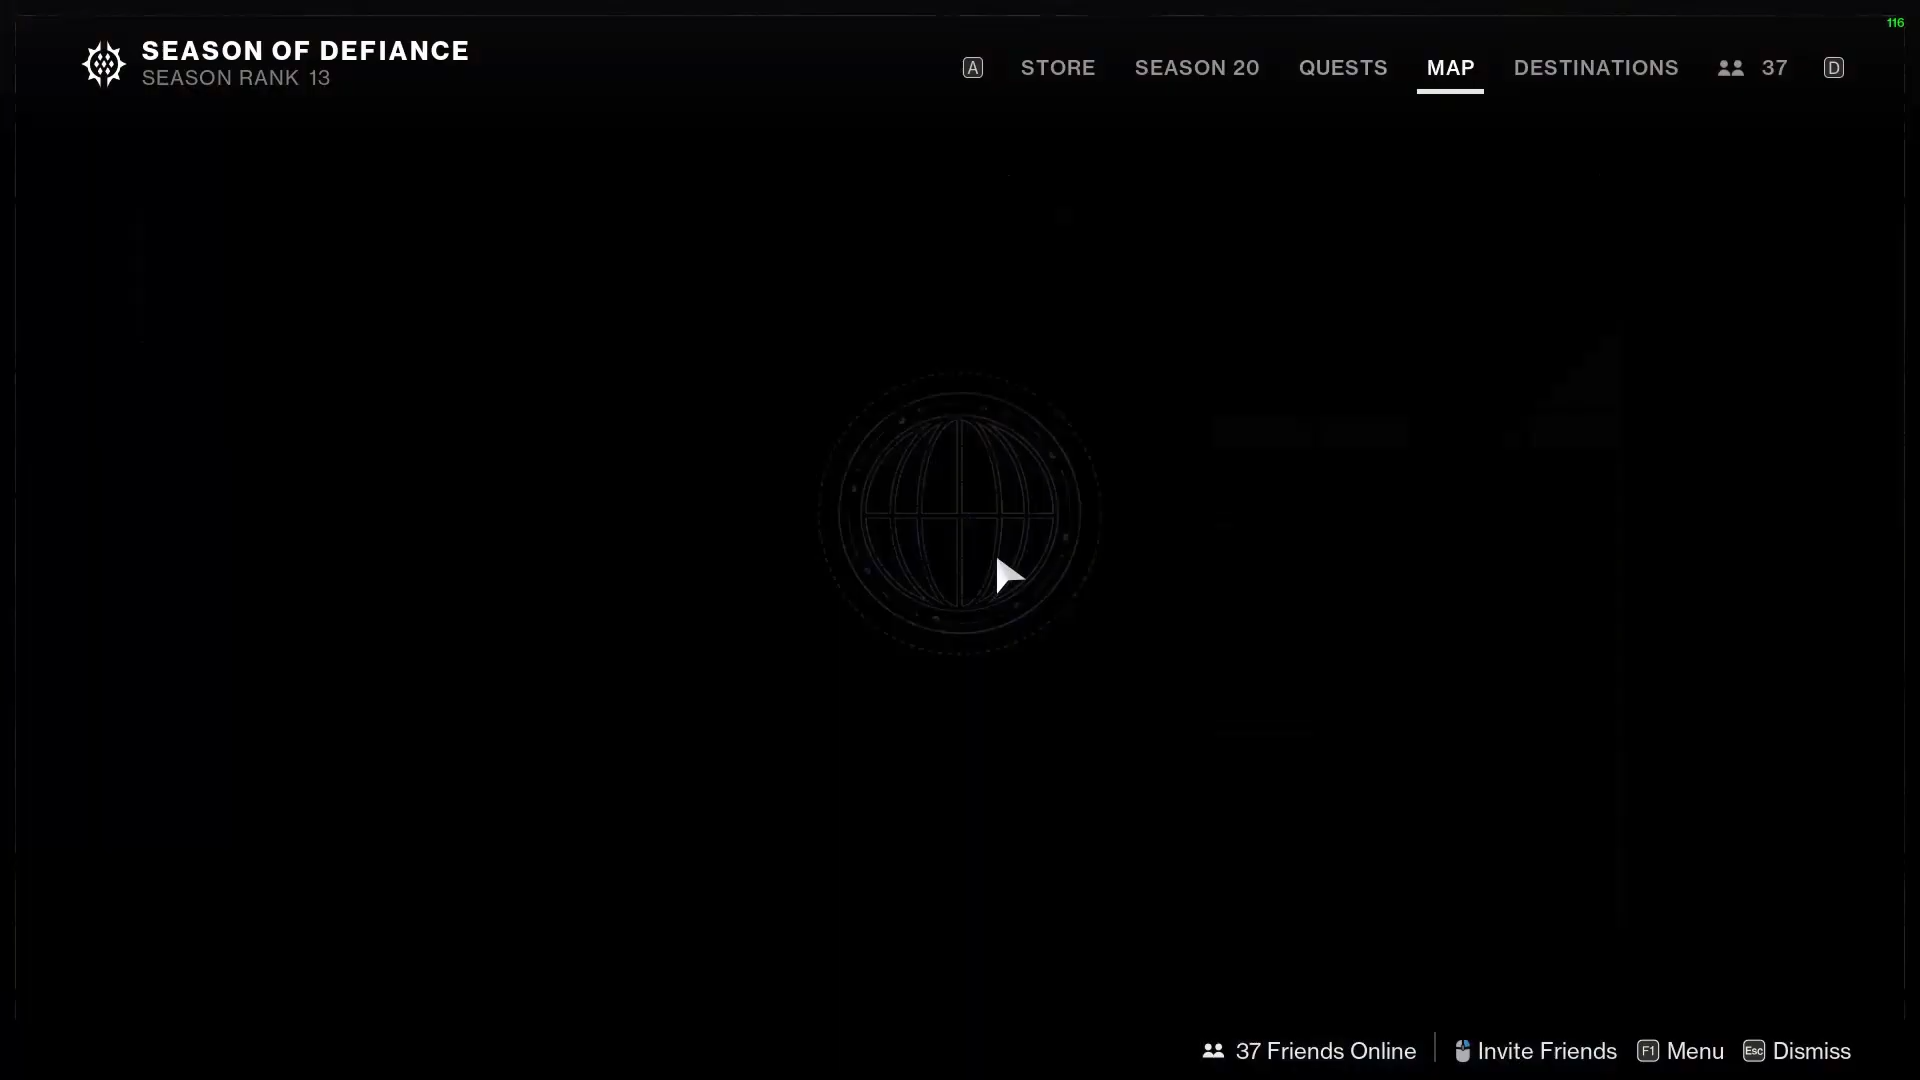 116
SEASON OF DEFIANCE
SEASON RANK 13
A STORE SEASON 20 QUESTS MAP DESTINATIONS 37 D
37 Friends Online Invite Friends F1 Menu Esc Dismiss